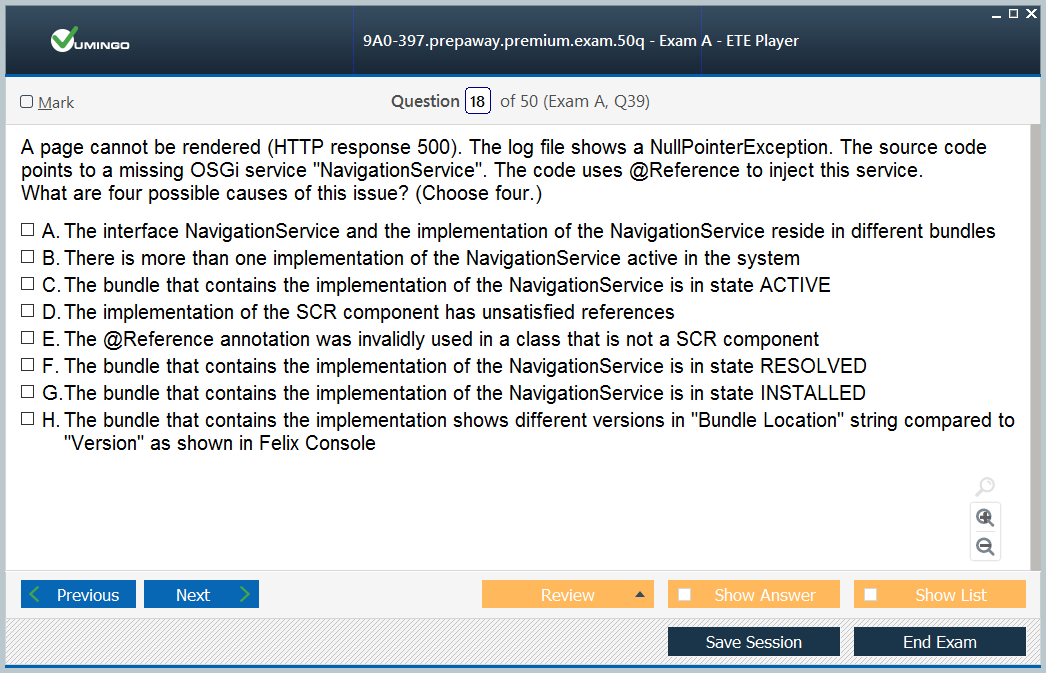 VUMINGO
9A0-397.prepaway.premium.exam.50q - Exam A - ETE Player
Mark
Question 18 of 50 (Exam A, Q39)
A page cannot be rendered (HTTP response 500). The log file shows a NullPointerException. The source code
points to a missing OSGi service "NavigationService". The code uses @Reference to inject this service.
What are four possible causes of this issue? (Choose four.)
A. The interface NavigationService and the implementation of the NavigationService reside in different bundles
B. There is more than one implementation of the NavigationService active in the system
C. The bundle that contains the implementation of the NavigationService is in state ACTIVE
D. The implementation of the SCR component has unsatisfied references
E. The @Reference annotation was invalidly used in a class that is not a SCR component
F. The bundle that contains the implementation of the NavigationService is in state RESOLVED
G. The bundle that contains the implementation of the NavigationService is in state INSTALLED
H. The bundle that contains the implementation shows different versions in "Bundle Location" string compared to
"Version" as shown in Felix Console
Previous
Next
Review
Show Answer
Show List
Save Session
End Exam